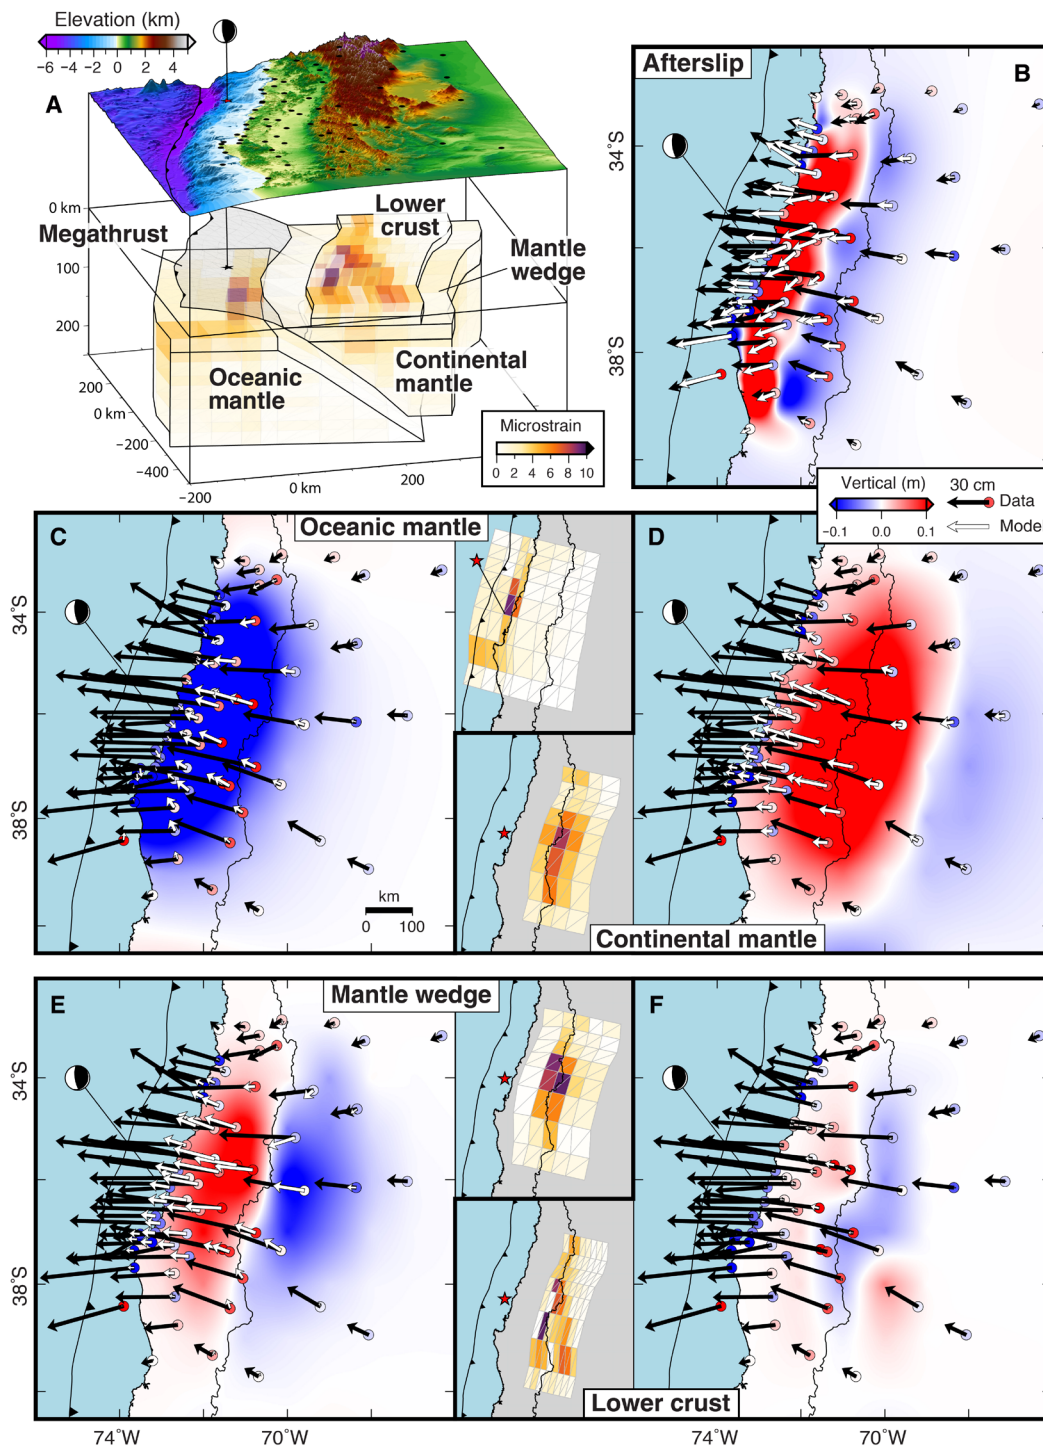 Elevation (km)
−6 −4 −2 0 2 4
A
0 km
100
200
Megathrust
Lower
crust
Mantle
wedge
Oceanic
mantle
Continental
mantle
200
0 km
−200
−400
−200
0 km
200
Microstrain
0 2 4 6 8 10
Afterslip
B
34°S
38°S
Vertical (m)
−0.1 0.0 0.1
30 cm
Data
Model
C
Oceanic mantle
34°S
38°S
km
0 100
D
Continental mantle
E
Mantle wedge
34°S
38°S
74°W
70°W
F
Lower crust
74°W
70°W